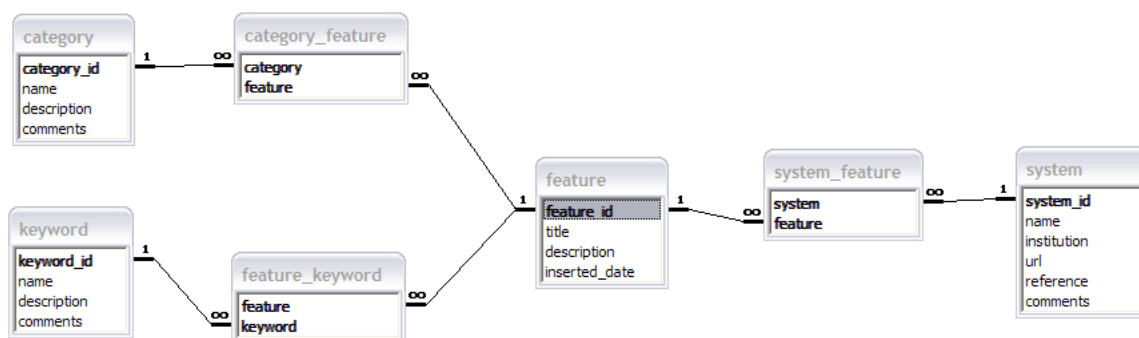 category
category_id
name
description
comments
1
∞
category_feature
category
feature
∞
keyword
keyword_id
name
description
comments
1
∞
feature_keyword
feature
keyword
∞
1
feature
feature_id
title
description
inserted_date
1
∞
system_feature
system
feature
∞
1
system
system_id
name
institution
url
reference
comments